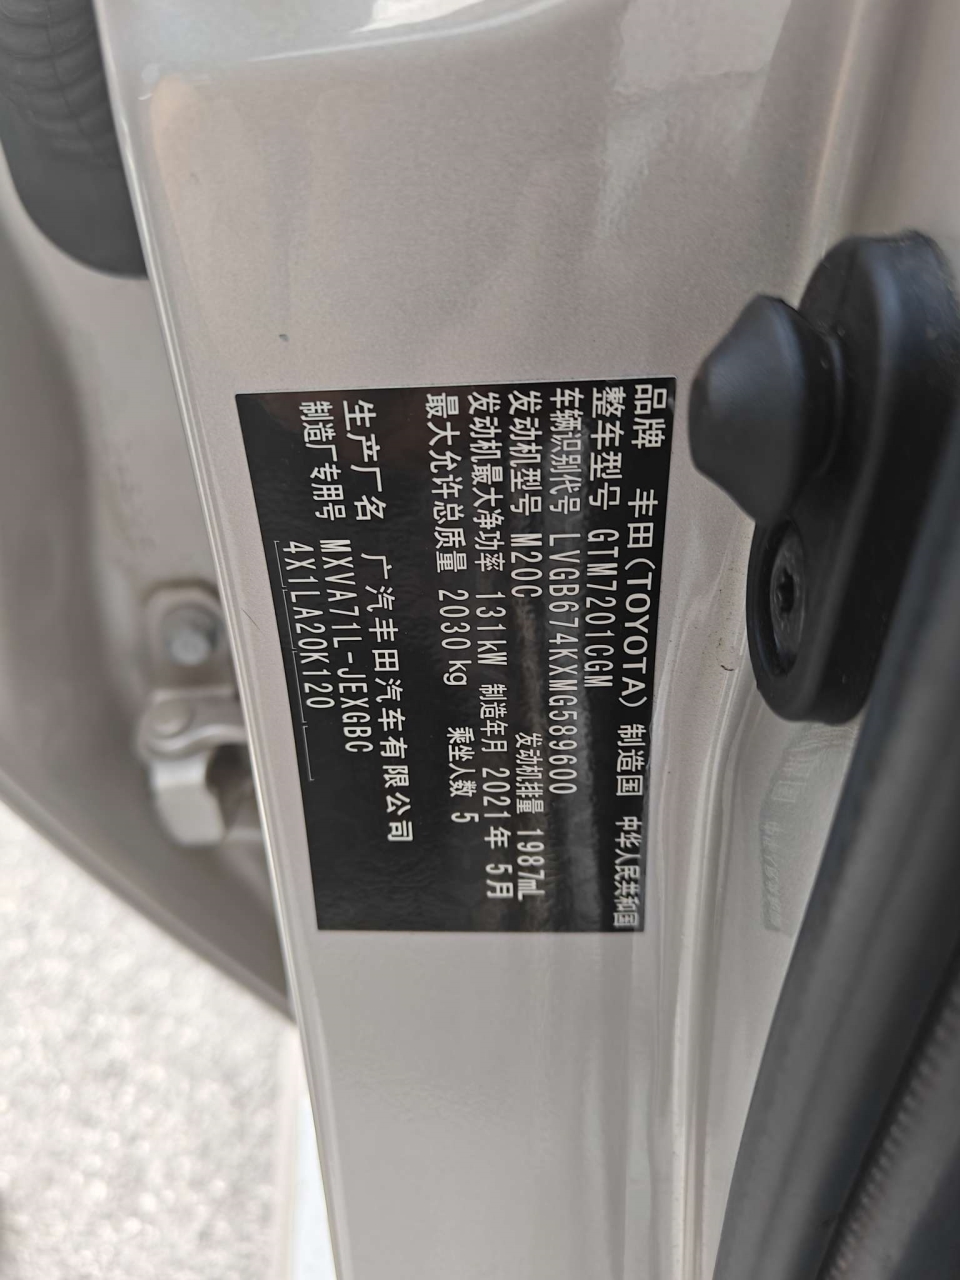 品牌 丰田(TOYOTA) 制造国 中华人民共和国
整车型号 GTM7201CGM
车辆识别代号 LVGB674KXMG589600
发动机型号 M20C 发动机排量 1987mL
发动机最大净功率 131kW 制造年月 2021年 5月
最大允许总质量 2030 kg 乘坐人数 5
生产厂名 广汽丰田汽车有限公司
制造厂专用号 MXVA71L-JEXGBC
4X1LA20K120